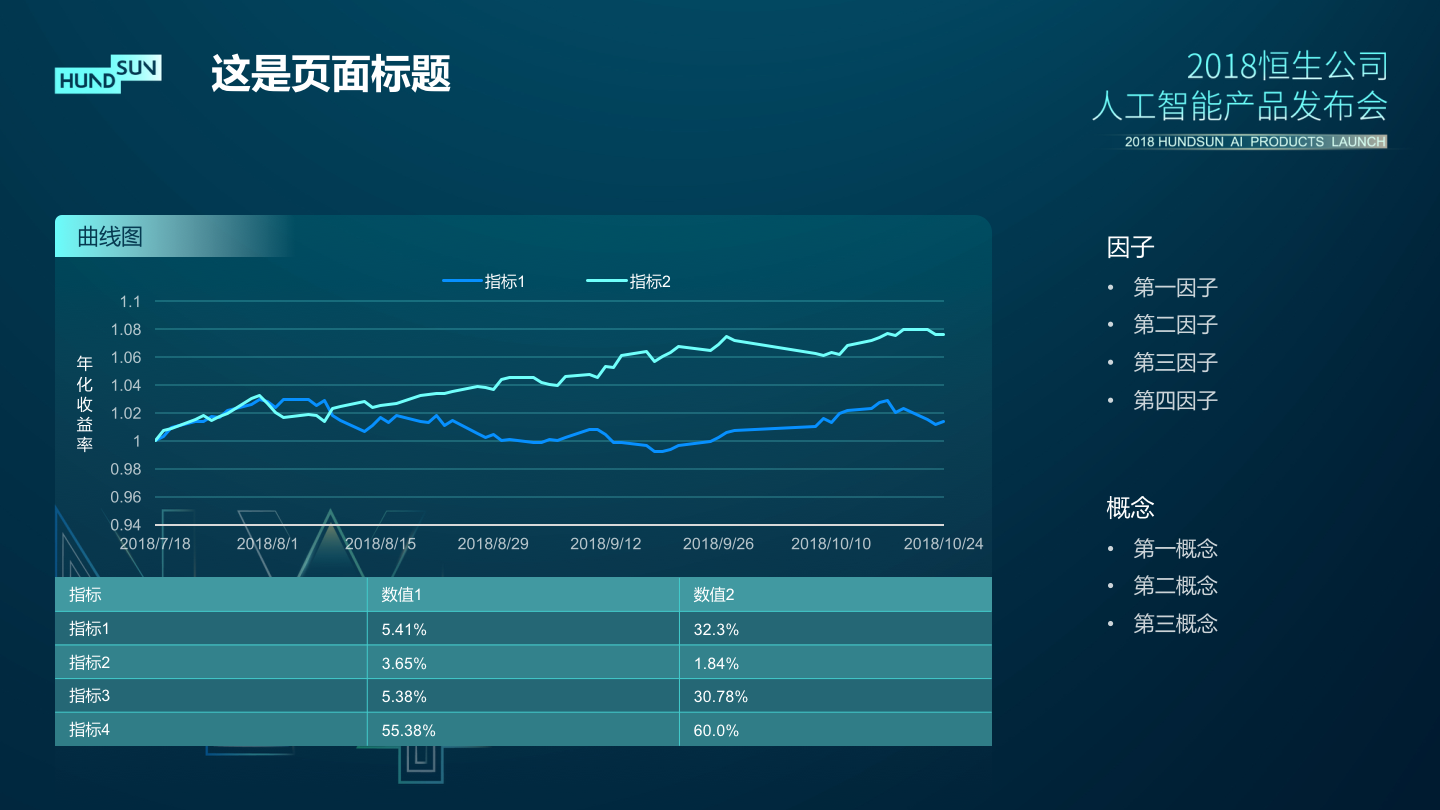 HUNDSUN
这是页面标题
2018恒生公司
人工智能产品发布会
2018 HUNDSUN AI PRODUCTS LAUNCH
曲线图
指标1 指标2
年化收益率
1.1
1.08
1.06
1.04
1.02
1
0.98
0.96
0.94
2018/7/18 2018/8/1 2018/8/15 2018/8/29 2018/9/12 2018/9/26 2018/10/10 2018/10/24
指标 数值1 数值2
指标1 5.41% 32.3%
指标2 3.65% 1.84%
指标3 5.38% 30.78%
指标4 55.38% 60.0%
因子
• 第一因子
• 第二因子
• 第三因子
• 第四因子
概念
• 第一概念
• 第二概念
• 第三概念